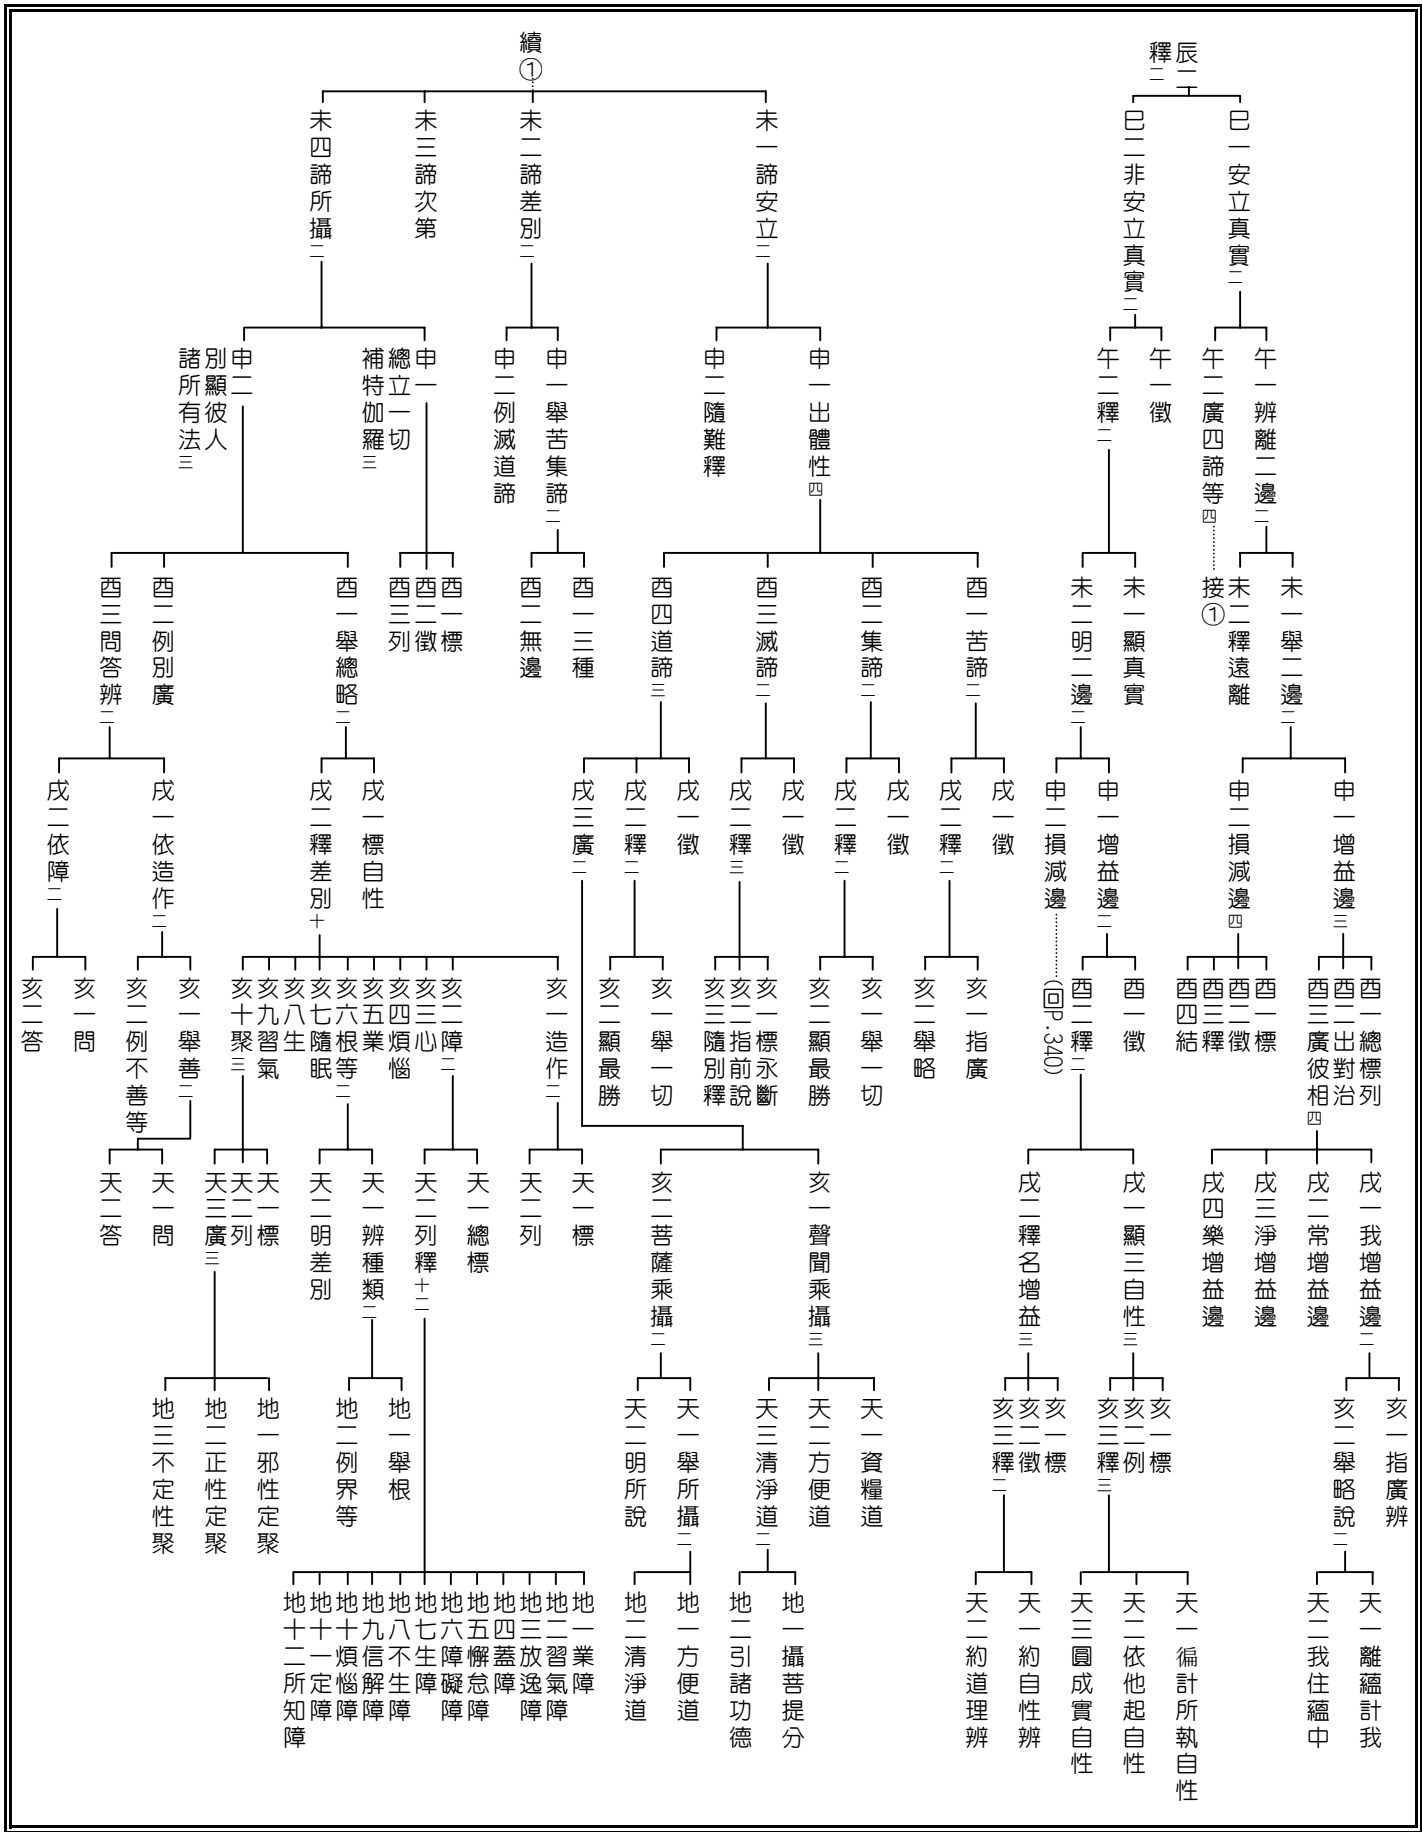 辰二
釋二
巳一安立真實二
巳二非安立真實二
午一辨離二邊二
午二廣四諦等四
接①
午一徵
午二釋二
未一舉二邊二
未二釋遠離
未一顯真實
未二明二邊二
申一增益邊三
申二損減邊四
申一增益邊二
申二損減邊
(回P.340)
酉一總標列
酉二出對治
酉三廣彼相四
酉一標
酉二徵
酉三釋
酉四結
酉一徵
酉二釋二
戌一我增益邊二
戌二常增益邊
戌三淨增益邊
戌四樂增益邊
戌一顯三自性三
戌二釋名增益三
亥一指廣辨
亥二舉略說二
亥一標
亥二例
亥三釋三
亥一標
亥二徵
亥三釋二
天一離蘊計我
天二我住蘊中
天一徧計所執自性
天二依他起自性
天三圓成實自性
天一約自性辨
天二約道理辨
續①
未一諦安立二
未二諦差別二
未三諦次第
未四諦所攝二
申一出體性四
申二隨難釋
申一舉苦集諦二
申二例滅道諦
申一
總立一切
補特伽羅三
申二
別顯彼人
諸所有法三
酉一苦諦二
酉二集諦二
酉三滅諦二
酉四道諦三
酉一三種
酉二無邊
酉一標
酉二徵
酉三列
酉一舉總略二
酉二例別廣
酉三問答辨二
戌一徵
戌二釋二
戌一徵
戌二釋二
戌一徵
戌二釋三
戌一徵
戌二釋二
戌三廣二
戌一標自性
戌二釋差別十
戌一依造作二
戌二依障二
亥一指廣
亥二舉略
亥一舉一切
亥二顯最勝
亥一標永斷
亥二指前說
亥三隨別釋
亥一舉一切
亥二顯最勝
亥一造作二
亥二障二
亥三心
亥四煩惱
亥五業
亥六根等二
亥七隨眠
亥八生
亥九習氣
亥十聚三
亥一舉善二
亥二例不善等
亥一問
亥二答
亥一聲聞乘攝三
亥二菩薩乘攝二
天一標
天二列
天一總標
天二列釋十二
天一辨種類二
天二明差別
天一標
天二列
天三廣三
天一問
天二答
天一資糧道
天二方便道
天三清淨道二
天一舉所攝二
天二明所說
地一舉根
地二例界等
地一邪性定聚
地二正性定聚
地三不定性聚
地一攝菩提分
地二引諸功德
地一方便道
地二清淨道
地一業障
地二習氣障
地三放逸障
地四蓋障
地五懈怠障
地六障礙障
地七生障
地八不生障
地九信解障
地十煩惱障
地十一定障
地十二所知障